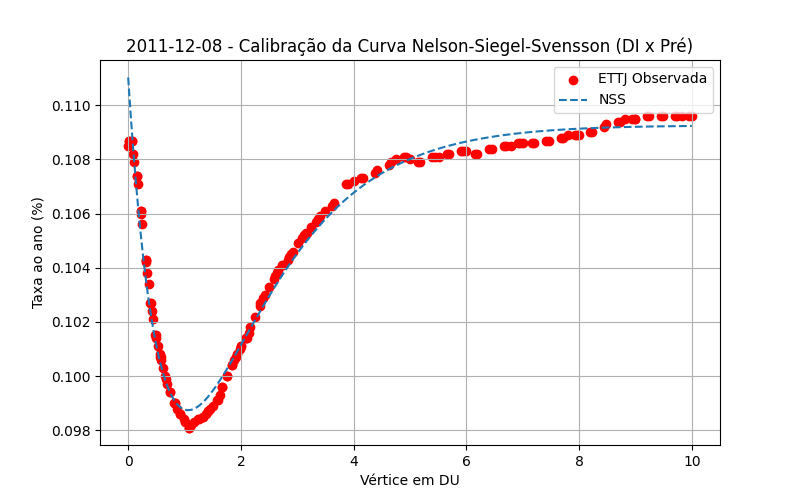 2011-12-08 - Calibração da Curva Nelson-Siegel-Svensson (DI x Pré)
ETTJ Observada
NSS
Taxa ao ano (%)
0.110
0.108
0.106
0.104
0.102
0.100
0.098
0 2 4 6 8 10
Vértice em DU